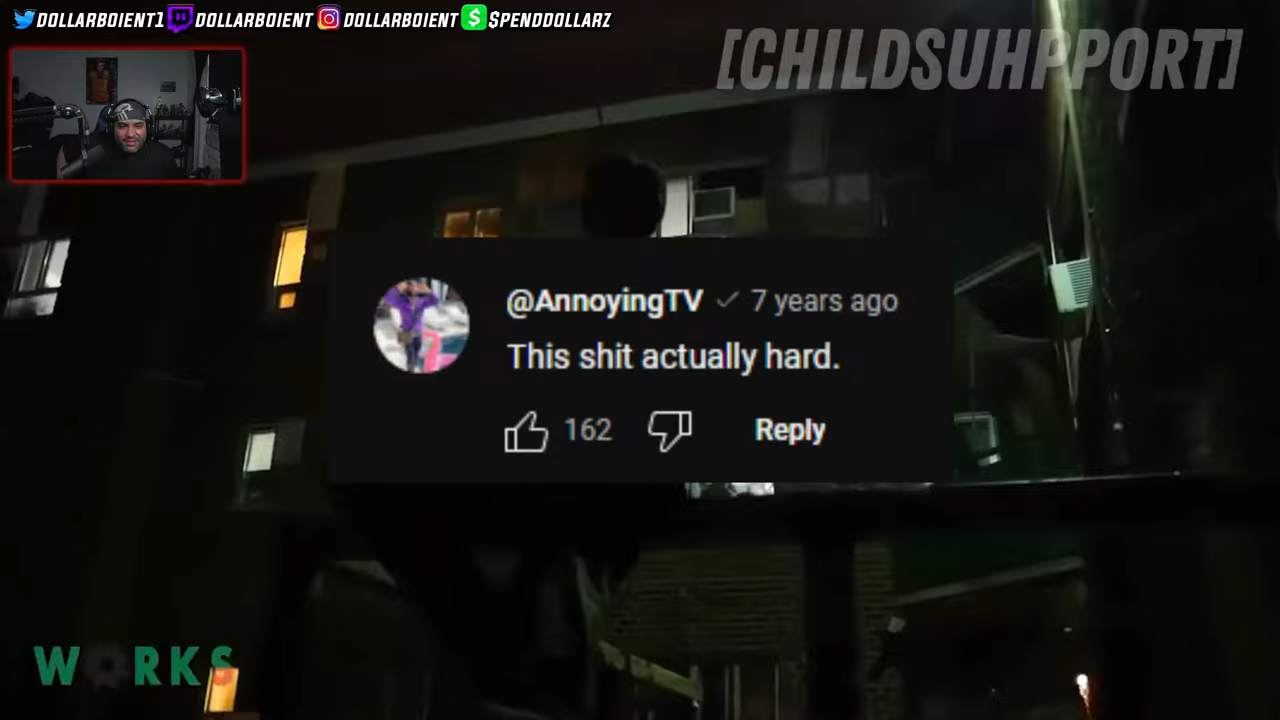 DOLLARBOIENT1 DOLLARBOIENT DOLLARBOIENT $PENDDOLLARZ
[CHILDSUHPPORT]
@AnnoyingTV 7 years ago
This shit actually hard.
162 Reply
WORKS